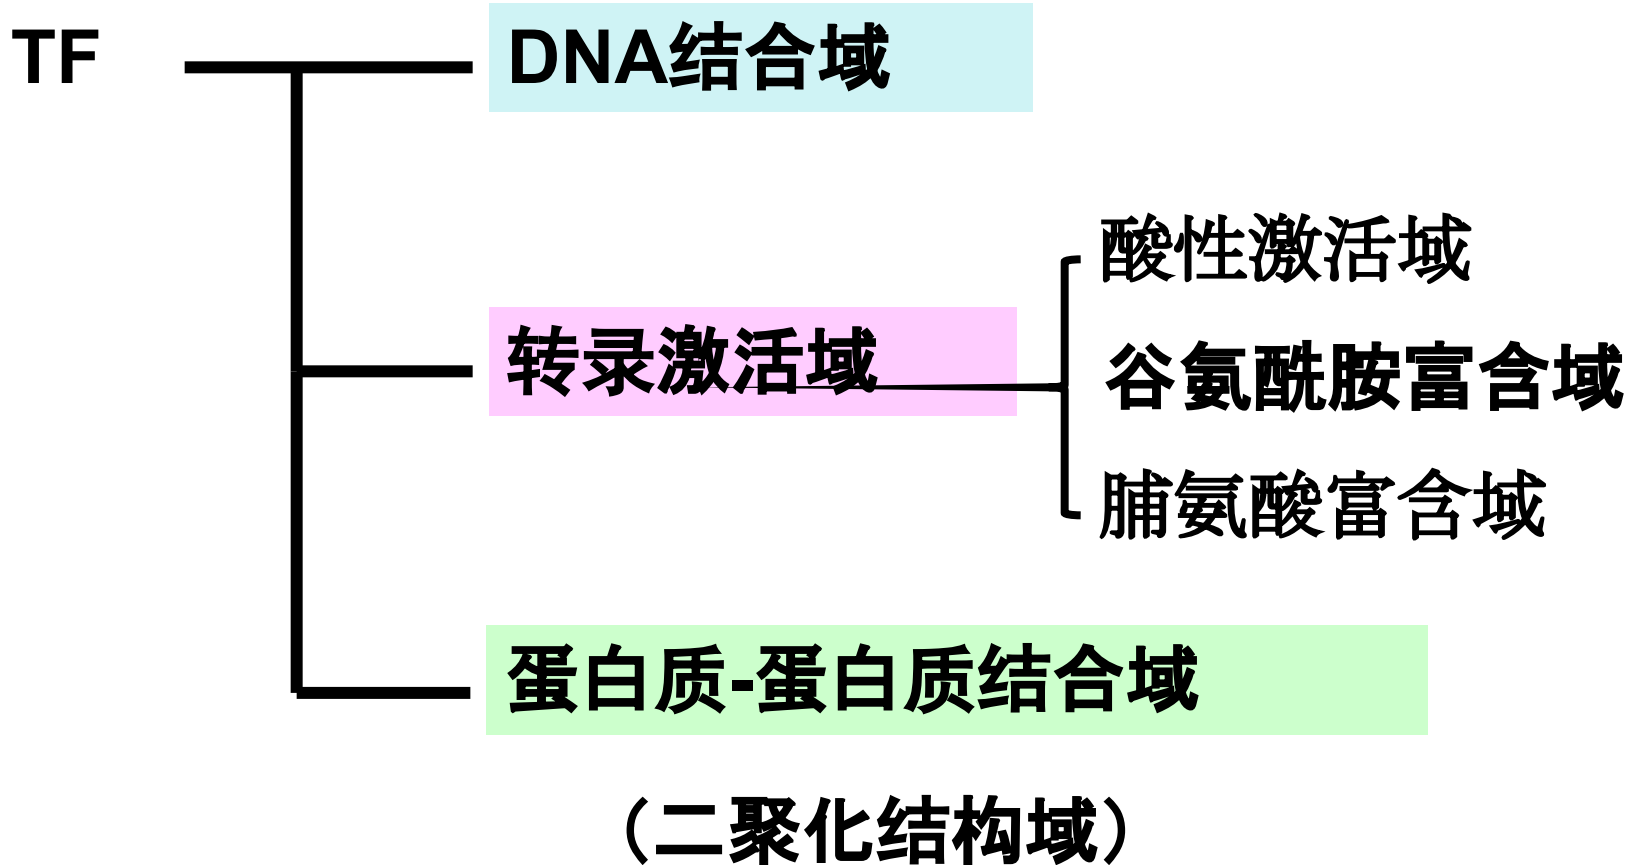 TF
DNA结合域
酸性激活域
转录激活域
谷氨酰胺富含域
脯氨酸富含域
蛋白质-蛋白质结合域
（二聚化结构域）